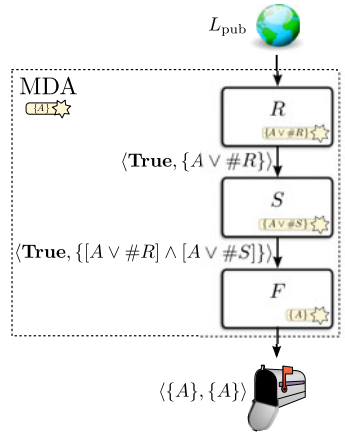 L_pub
MDA
{A}
R
{A ∨ #R}
⟨True, {A ∨ #R}⟩
S
{A ∨ #S}
⟨True, {[A ∨ #R] ∧ [A ∨ #S]}⟩
F
{A}
⟨{A}, {A}⟩